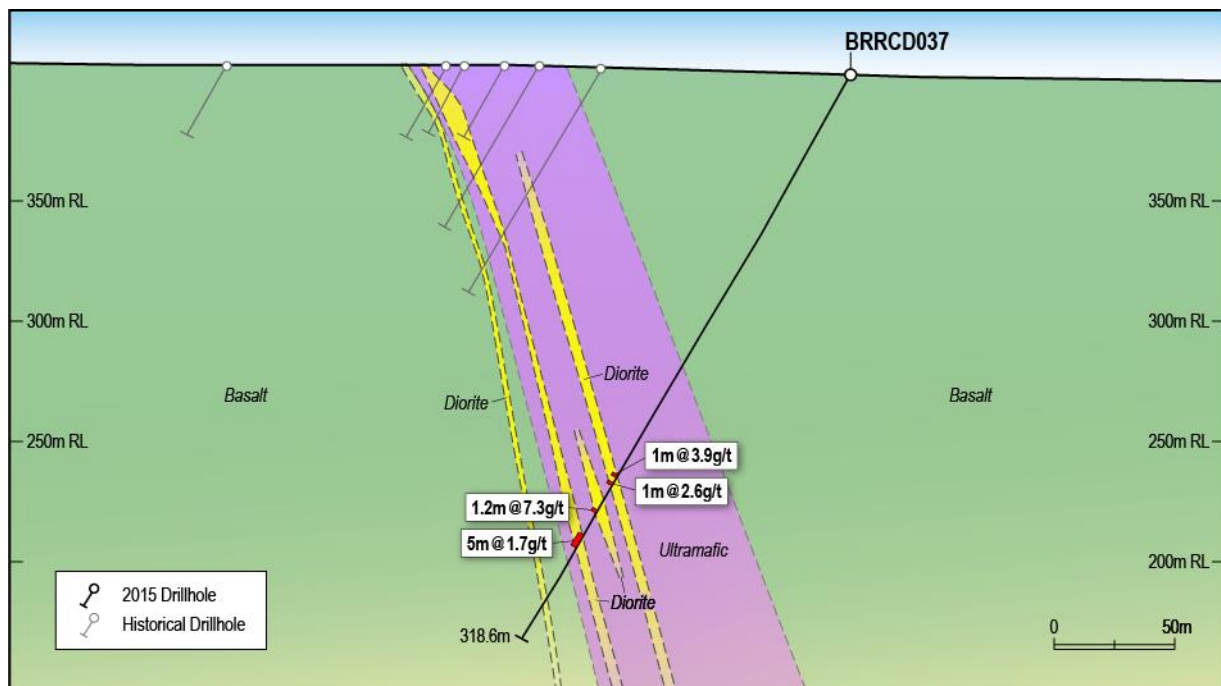 BRRCD037
350m RL
350m RL
300m RL
300m RL
Basalt
Diorite
Diorite
Basalt
250m RL
250m RL
1m @ 3.9g/t
1m @ 2.6g/t
1.2m @ 7.3g/t
5m @ 1.7g/t
Ultramafic
200m RL
2015 Drillhole
Historical Drillhole
Diorite
318.6m
0
50m